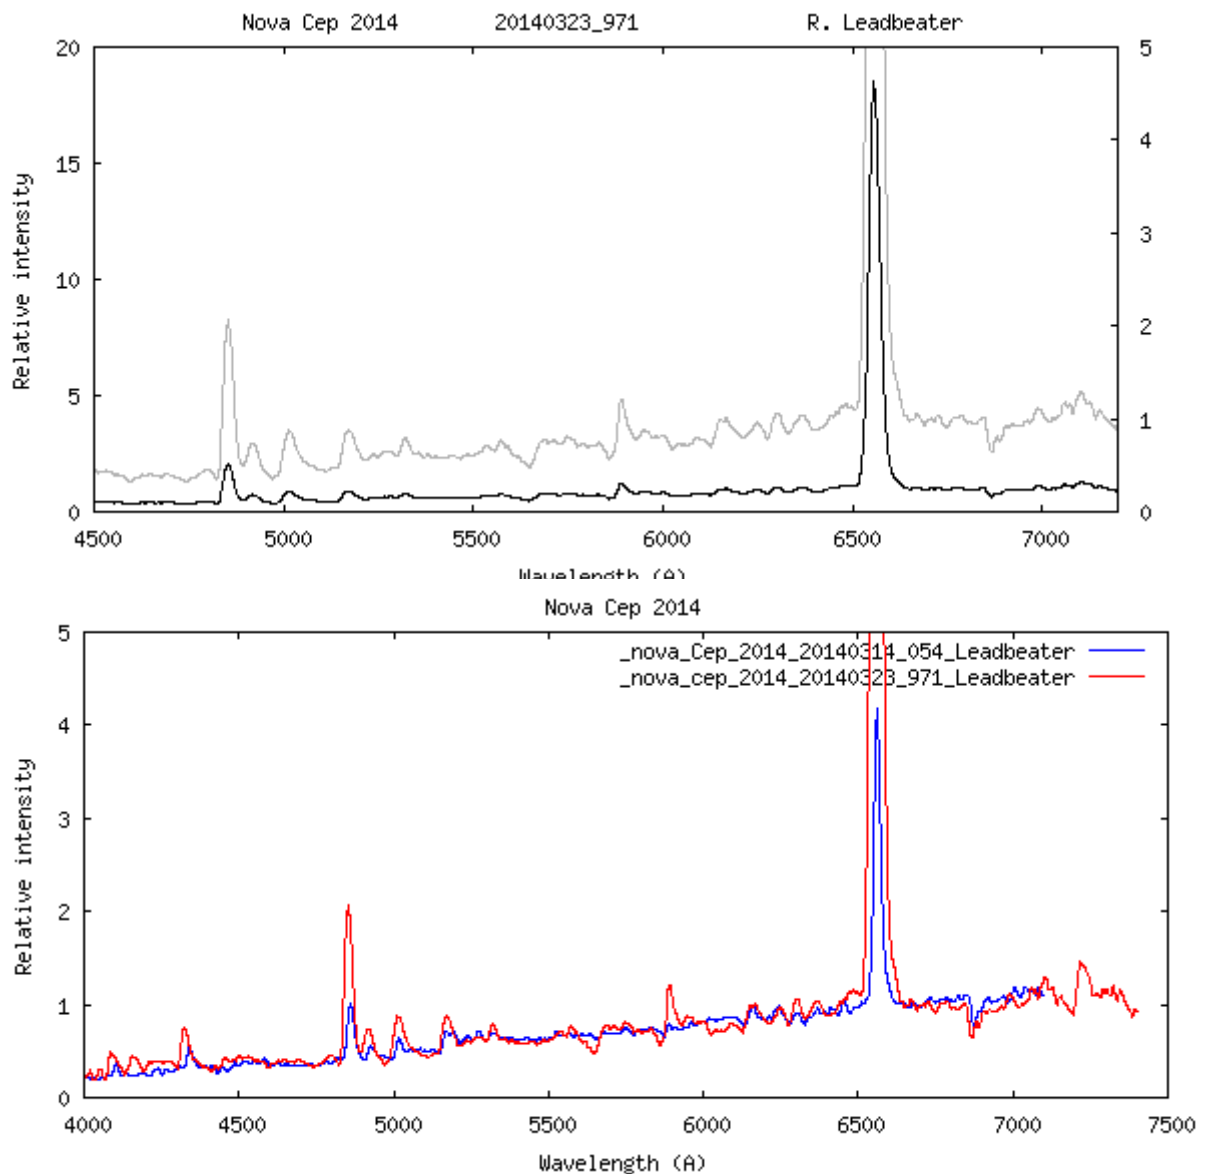 Nova Cep 2014 20140323_971 R. Leadbeater
20 5
4
15
3
10
2
5
1
0 0
Relative intensity
4500 5000 5500 6000 6500 7000
Wavelength (A)
Nova Cep 2014
5
_nova_Cep_2014_20140314_054_Leadbeater
_nova_cep_2014_20140323_971_Leadbeater
4
3
2
1
0
Relative intensity
4000 4500 5000 5500 6000 6500 7000 7500
Wavelength (A)